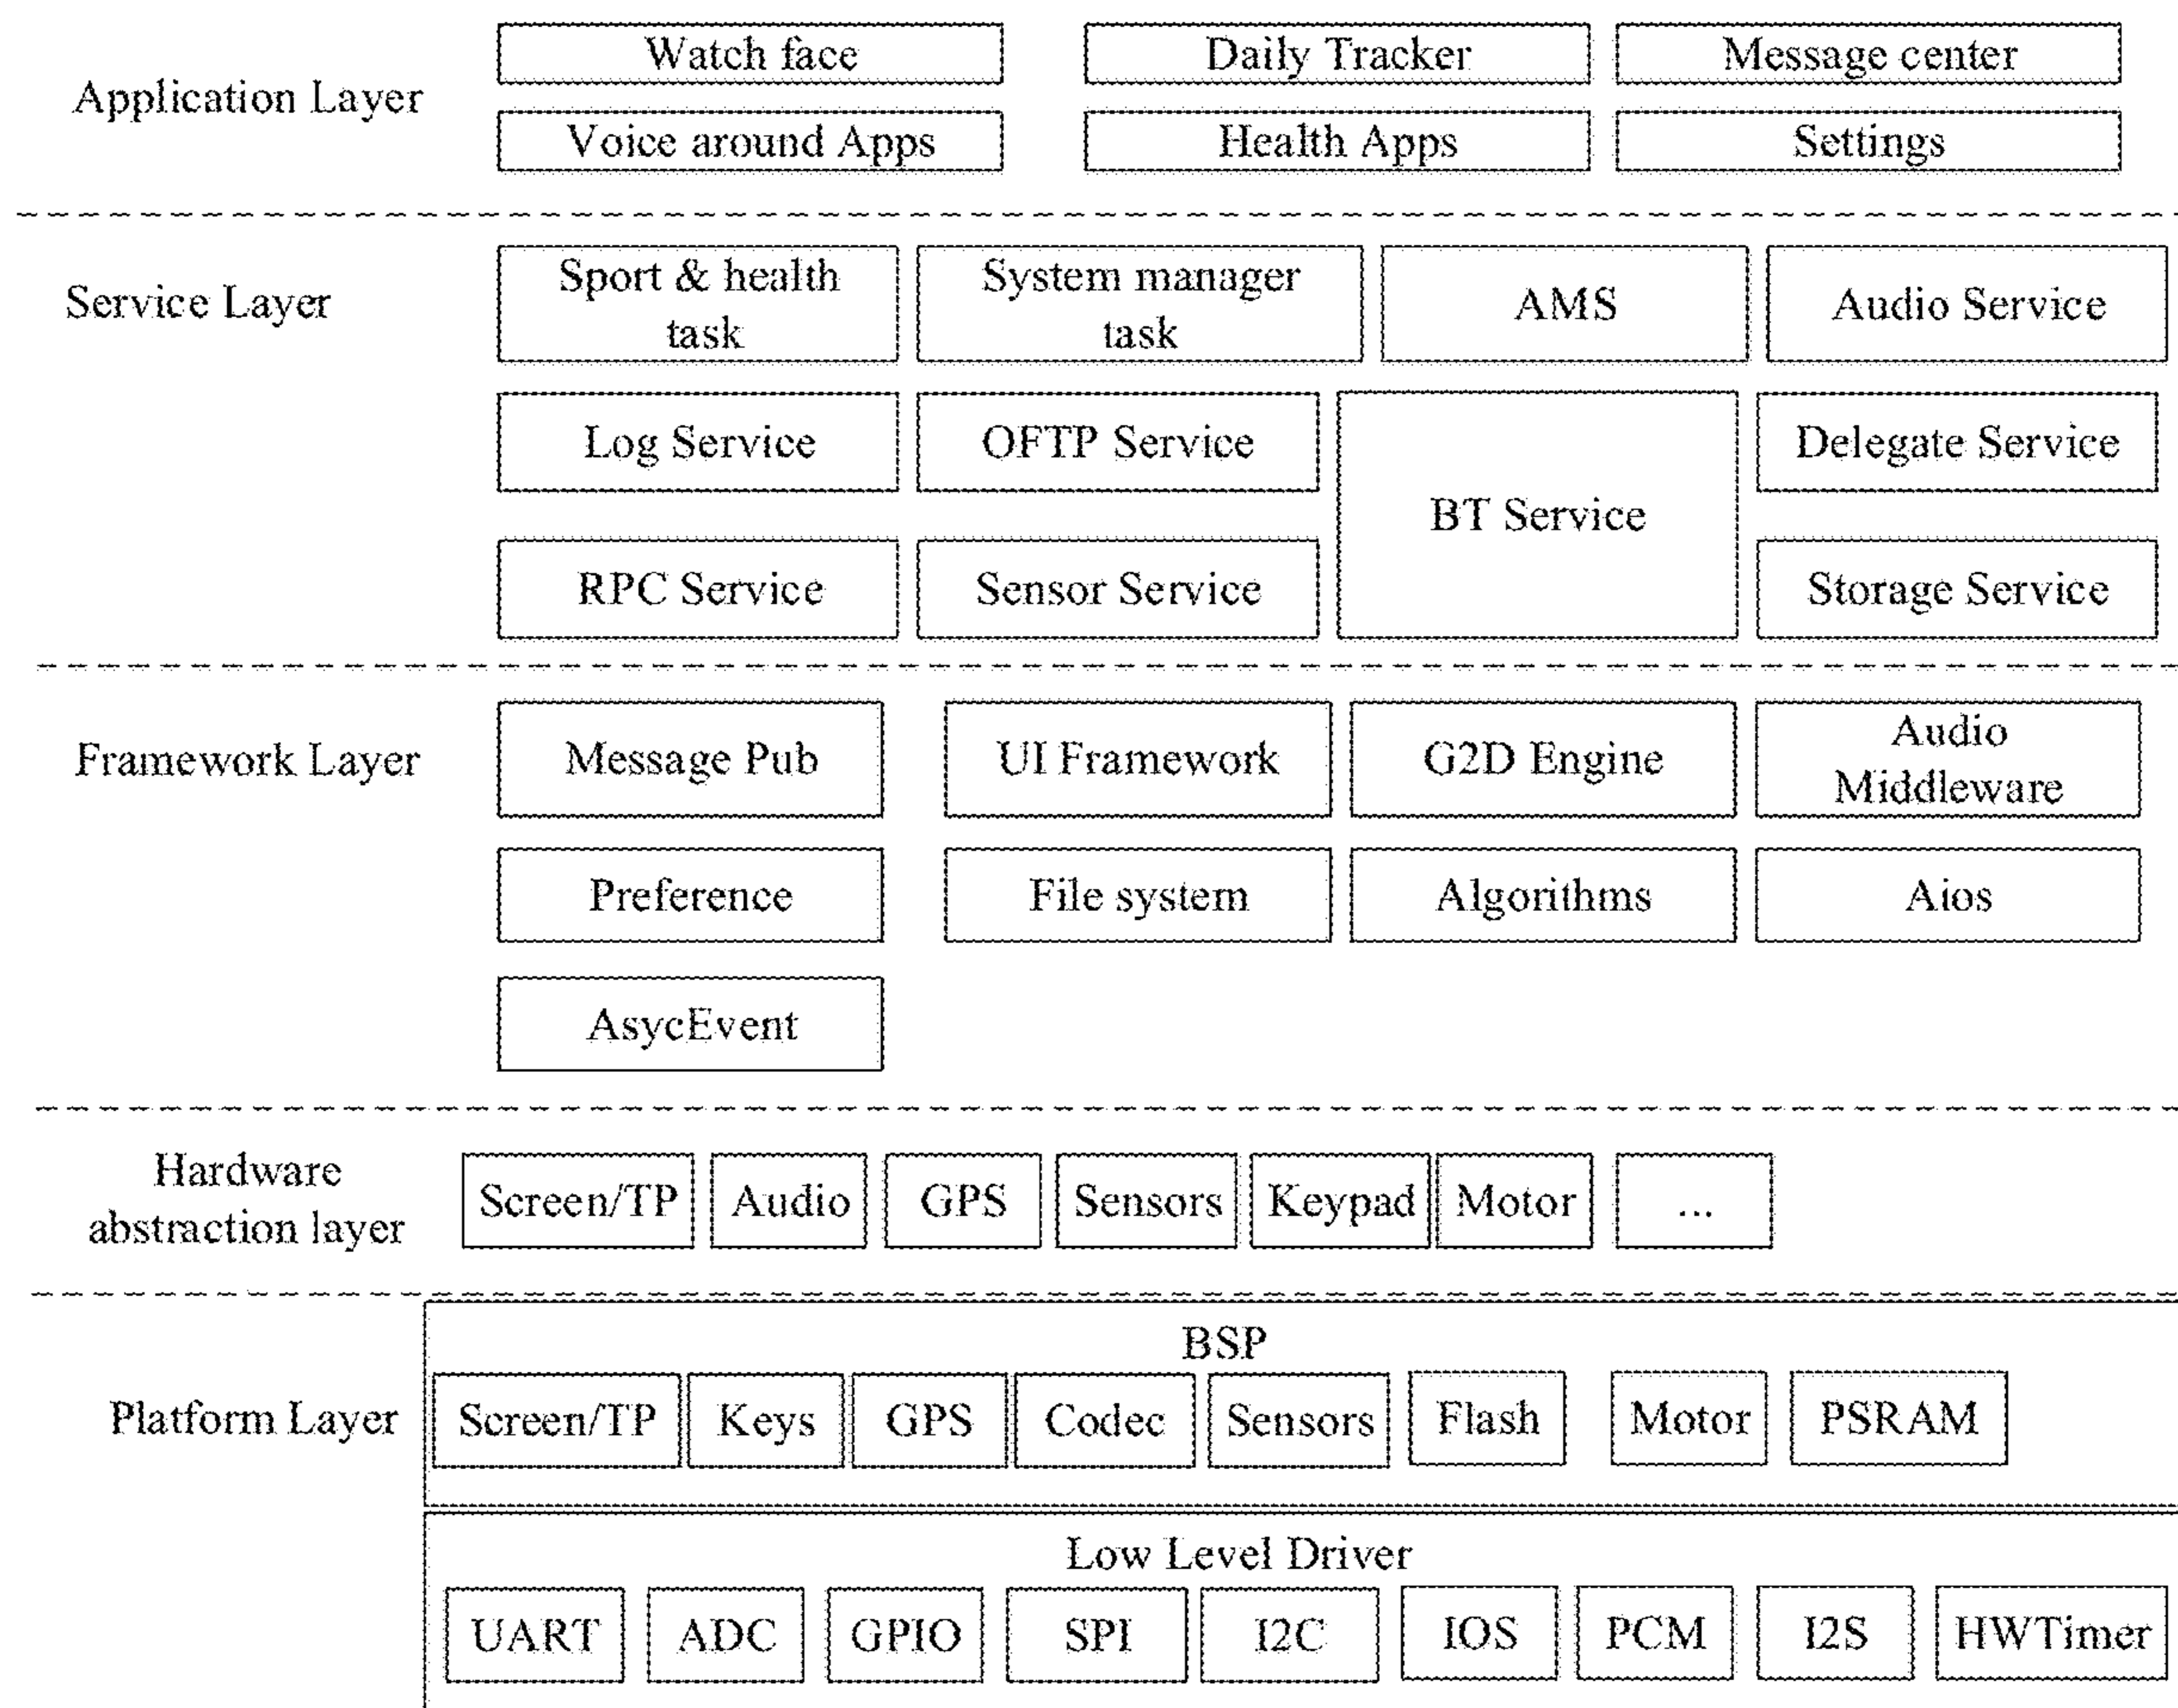 Application Layer
Watch face
Daily Tracker
Message center
Voice around Apps
Health Apps
Settings
Service Layer
Sport & health
task
System manager
task
AMS
Audio Service
Log Service
OFTP Service
BT Service
Delegate Service
RPC Service
Sensor Service
Storage Service
Framework Layer
Message Pub
UI Framework
G2D Engine
Audio
Middleware
Preference
File system
Algorithms
Aios
AsycEvent
Hardware
abstraction layer
Screen/TP
Audio
GPS
Sensors
Keypad
Motor
...
Platform Layer
BSP
Screen/TP
Keys
GPS
Codec
Sensors
Flash
Motor
PSRAM
Low Level Driver
UART
ADC
GPIO
SPI
I2C
IOS
PCM
I2S
HWTimer